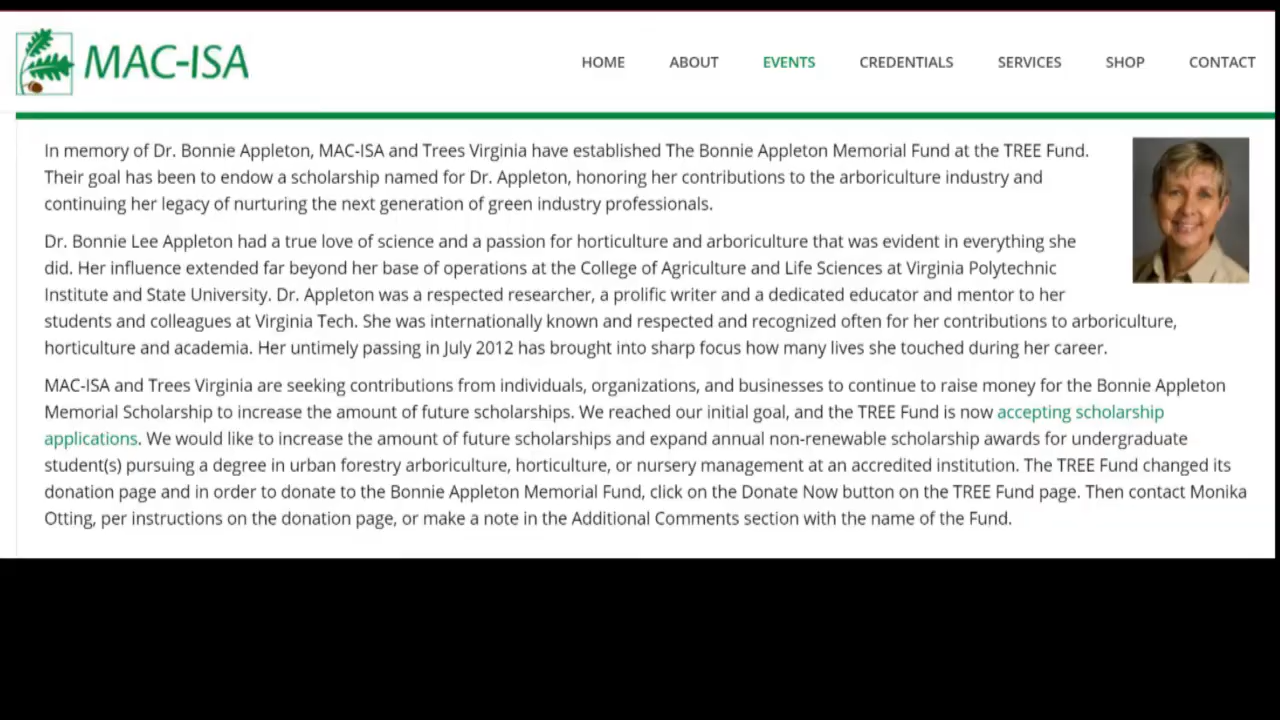 MAC-ISA
HOME ABOUT EVENTS CREDENTIALS SERVICES SHOP CONTACT
In memory of Dr. Bonnie Appleton, MAC-ISA and Trees Virginia have established The Bonnie Appleton Memorial Fund at the TREE Fund.
Their goal has been to endow a scholarship named for Dr. Appleton, honoring her contributions to the arboriculture industry and
continuing her legacy of nurturing the next generation of green industry professionals.
Dr. Bonnie Lee Appleton had a true love of science and a passion for horticulture and arboriculture that was evident in everything she
did. Her influence extended far beyond her base of operations at the College of Agriculture and Life Sciences at Virginia Polytechnic
Institute and State University. Dr. Appleton was a respected researcher, a prolific writer and a dedicated educator and mentor to her
students and colleagues at Virginia Tech. She was internationally known and respected and recognized often for her contributions to arboriculture,
horticulture and academia. Her untimely passing in July 2012 has brought into sharp focus how many lives she touched during her career.
MAC-ISA and Trees Virginia are seeking contributions from individuals, organizations, and businesses to continue to raise money for the Bonnie Appleton
Memorial Scholarship to increase the amount of future scholarships. We reached our initial goal, and the TREE Fund is now accepting scholarship
applications. We would like to increase the amount of future scholarships and expand annual non-renewable scholarship awards for undergraduate
student(s) pursuing a degree in urban forestry arboriculture, horticulture, or nursery management at an accredited institution. The TREE Fund changed its
donation page and in order to donate to the Bonnie Appleton Memorial Fund, click on the Donate Now button on the TREE Fund page. Then contact Monika
Otting, per instructions on the donation page, or make a note in the Additional Comments section with the name of the Fund.